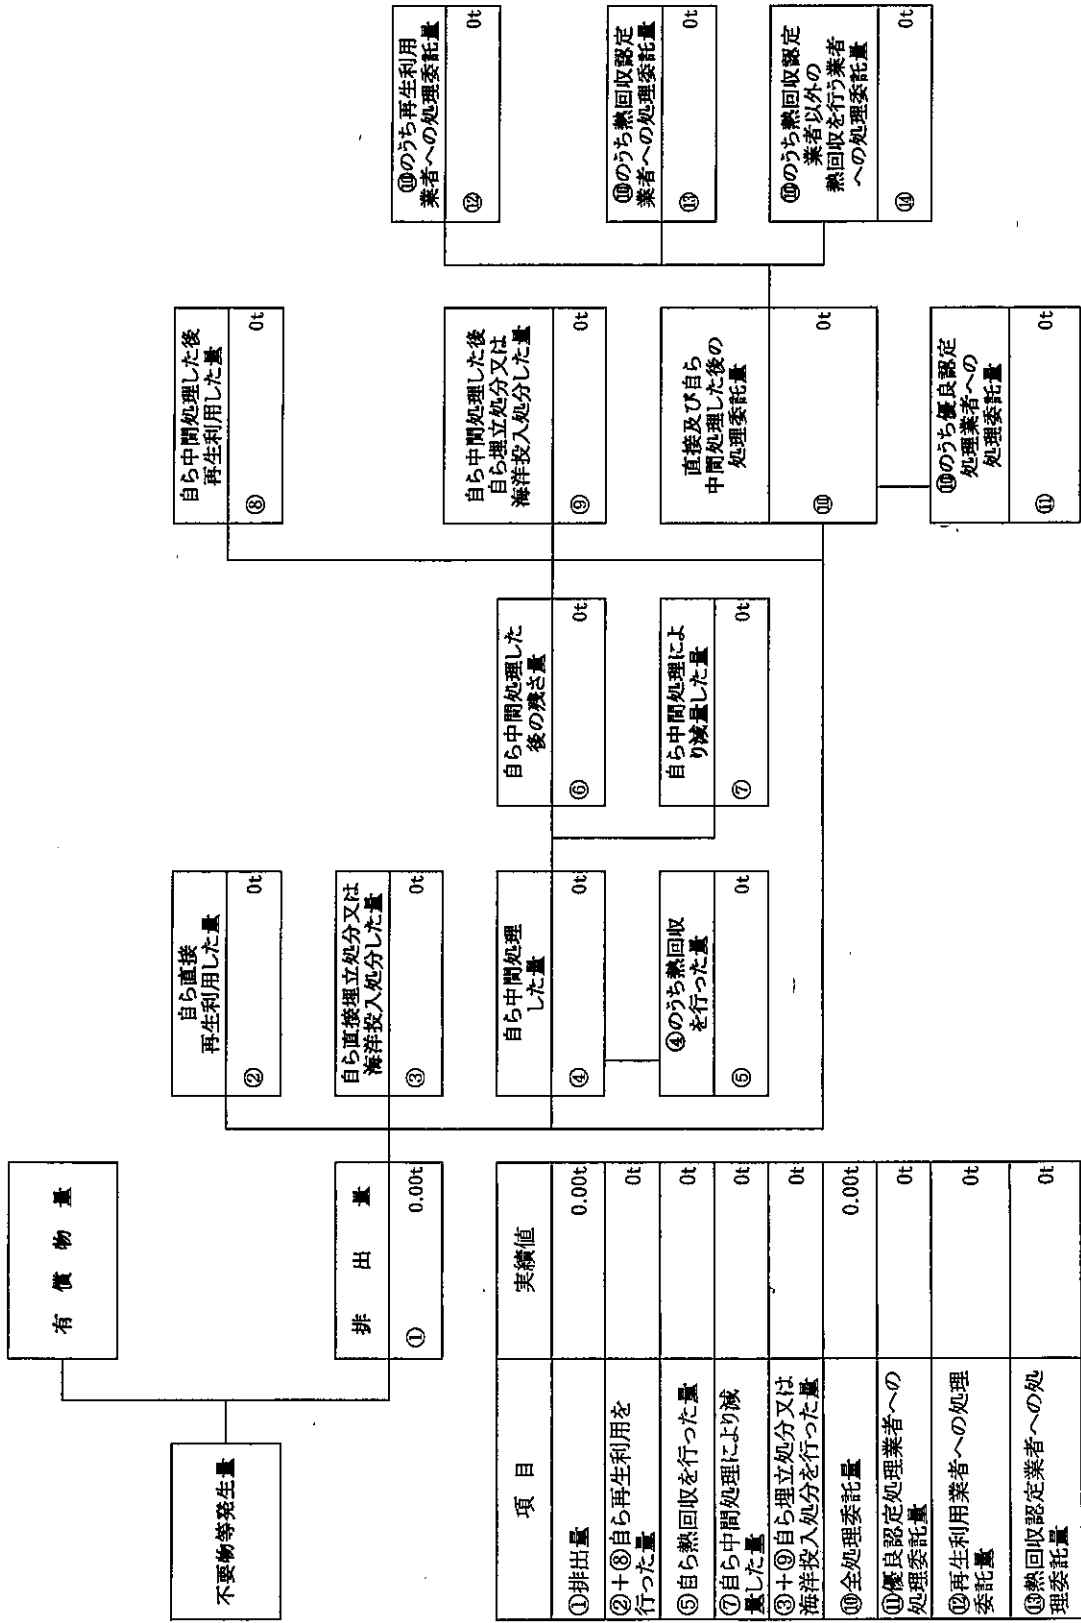 不要物等発生量
有償物量
排出量
① 0.00t
自ら直接
再生利用した量
② 0t
自ら直接埋立処分又は
海洋投入処分した量
③ 0t
自ら中間処理
した量
④ 0t
④のうち熱回収
を行った量
⑤ 0t
自ら中間処理した
後の残さ量
⑥ 0t
自ら中間処理によ
り減量した量
⑦ 0t
自ら中間処理した後
再生利用した量
⑧ 0t
自ら中間処理した後
自ら埋立処分又は
海洋投入処分した量
⑨ 0t
直接及び自ら
中間処理した後の
処理委託量
⑩ 0t
⑩のうち優良認定
処理業者への
処理委託量
⑪ 0t
⑩のうち再生利用
業者への処理委託量
⑫ 0t
⑩のうち熱回収認定
業者への処理委託量
⑬ 0t
⑩のうち熱回収認定
業者以外の
熱回収を行う業者
への処理委託量
⑭ 0t
項目 実績値
①排出量 0.00t
②+⑧自ら再生利用を
行った量 0t
⑤自ら熱回収を行った量 0t
⑦自ら中間処理により減
量した量 0t
③+⑨自ら埋立処分又は
海洋投入処分を行った量 0t
⑩全処理委託量 0.00t
⑪優良認定処理業者への
処理委託量 0t
⑫再生利用業者への処理
委託量 0t
⑬熱回収認定業者への処
理委託量 0t